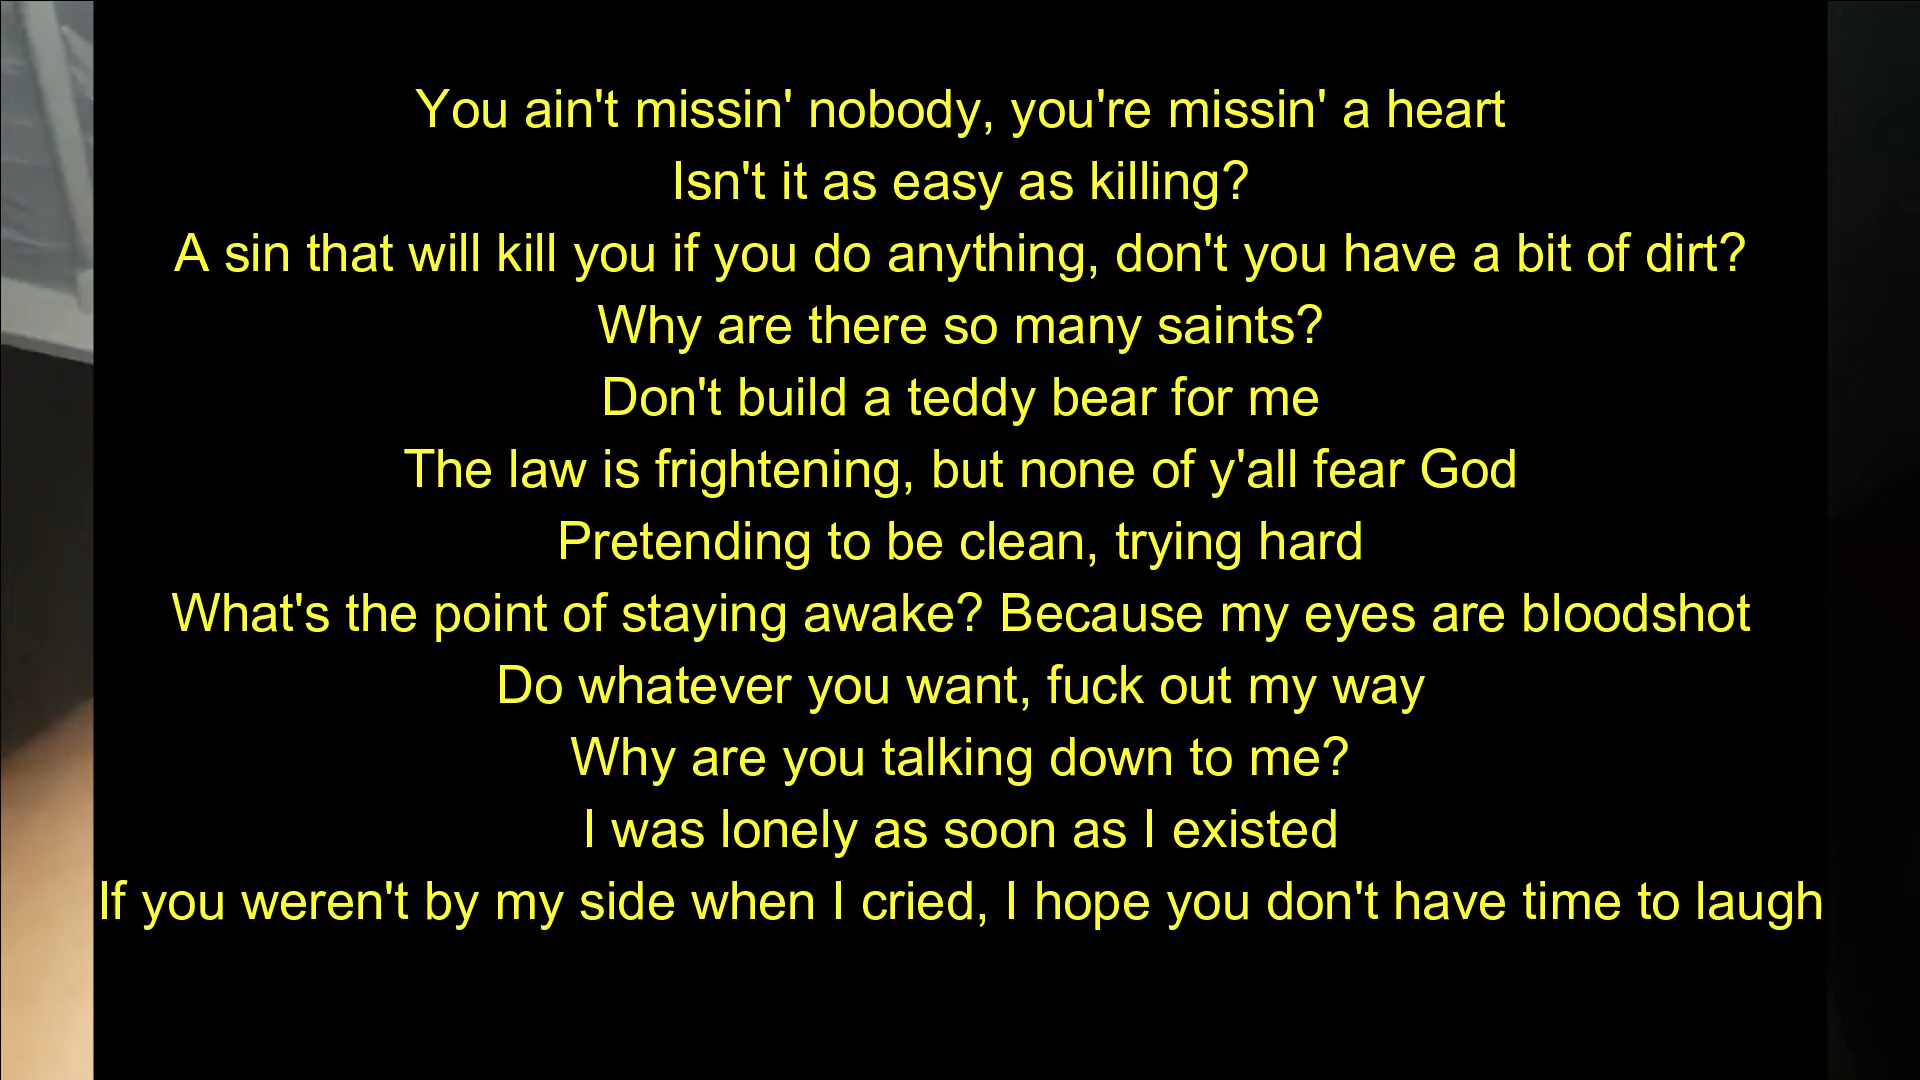 You ain't missin' nobody, you're missin' a heart
Isn't it as easy as killing?
A sin that will kill you if you do anything, don't you have a bit of dirt?
Why are there so many saints?
Don't build a teddy bear for me
The law is frightening, but none of y'all fear God
Pretending to be clean, trying hard
What's the point of staying awake? Because my eyes are bloodshot
Do whatever you want, fuck out my way
Why are you talking down to me?
I was lonely as soon as I existed
If you weren't by my side when I cried, I hope you don't have time to laugh